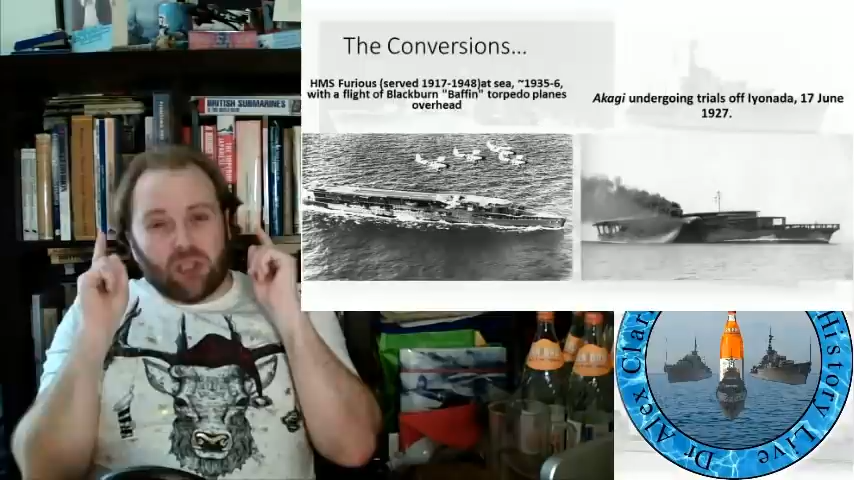 The Conversions...
HMS Furious (served 1917-1948)at sea, ~1935-6,
with a flight of Blackburn "Baffin" torpedo planes
overhead
Akagi undergoing trials off Iyonada, 17 June
1927.
BRITISH SUBMARINES
Dr Alex Clar
History Live